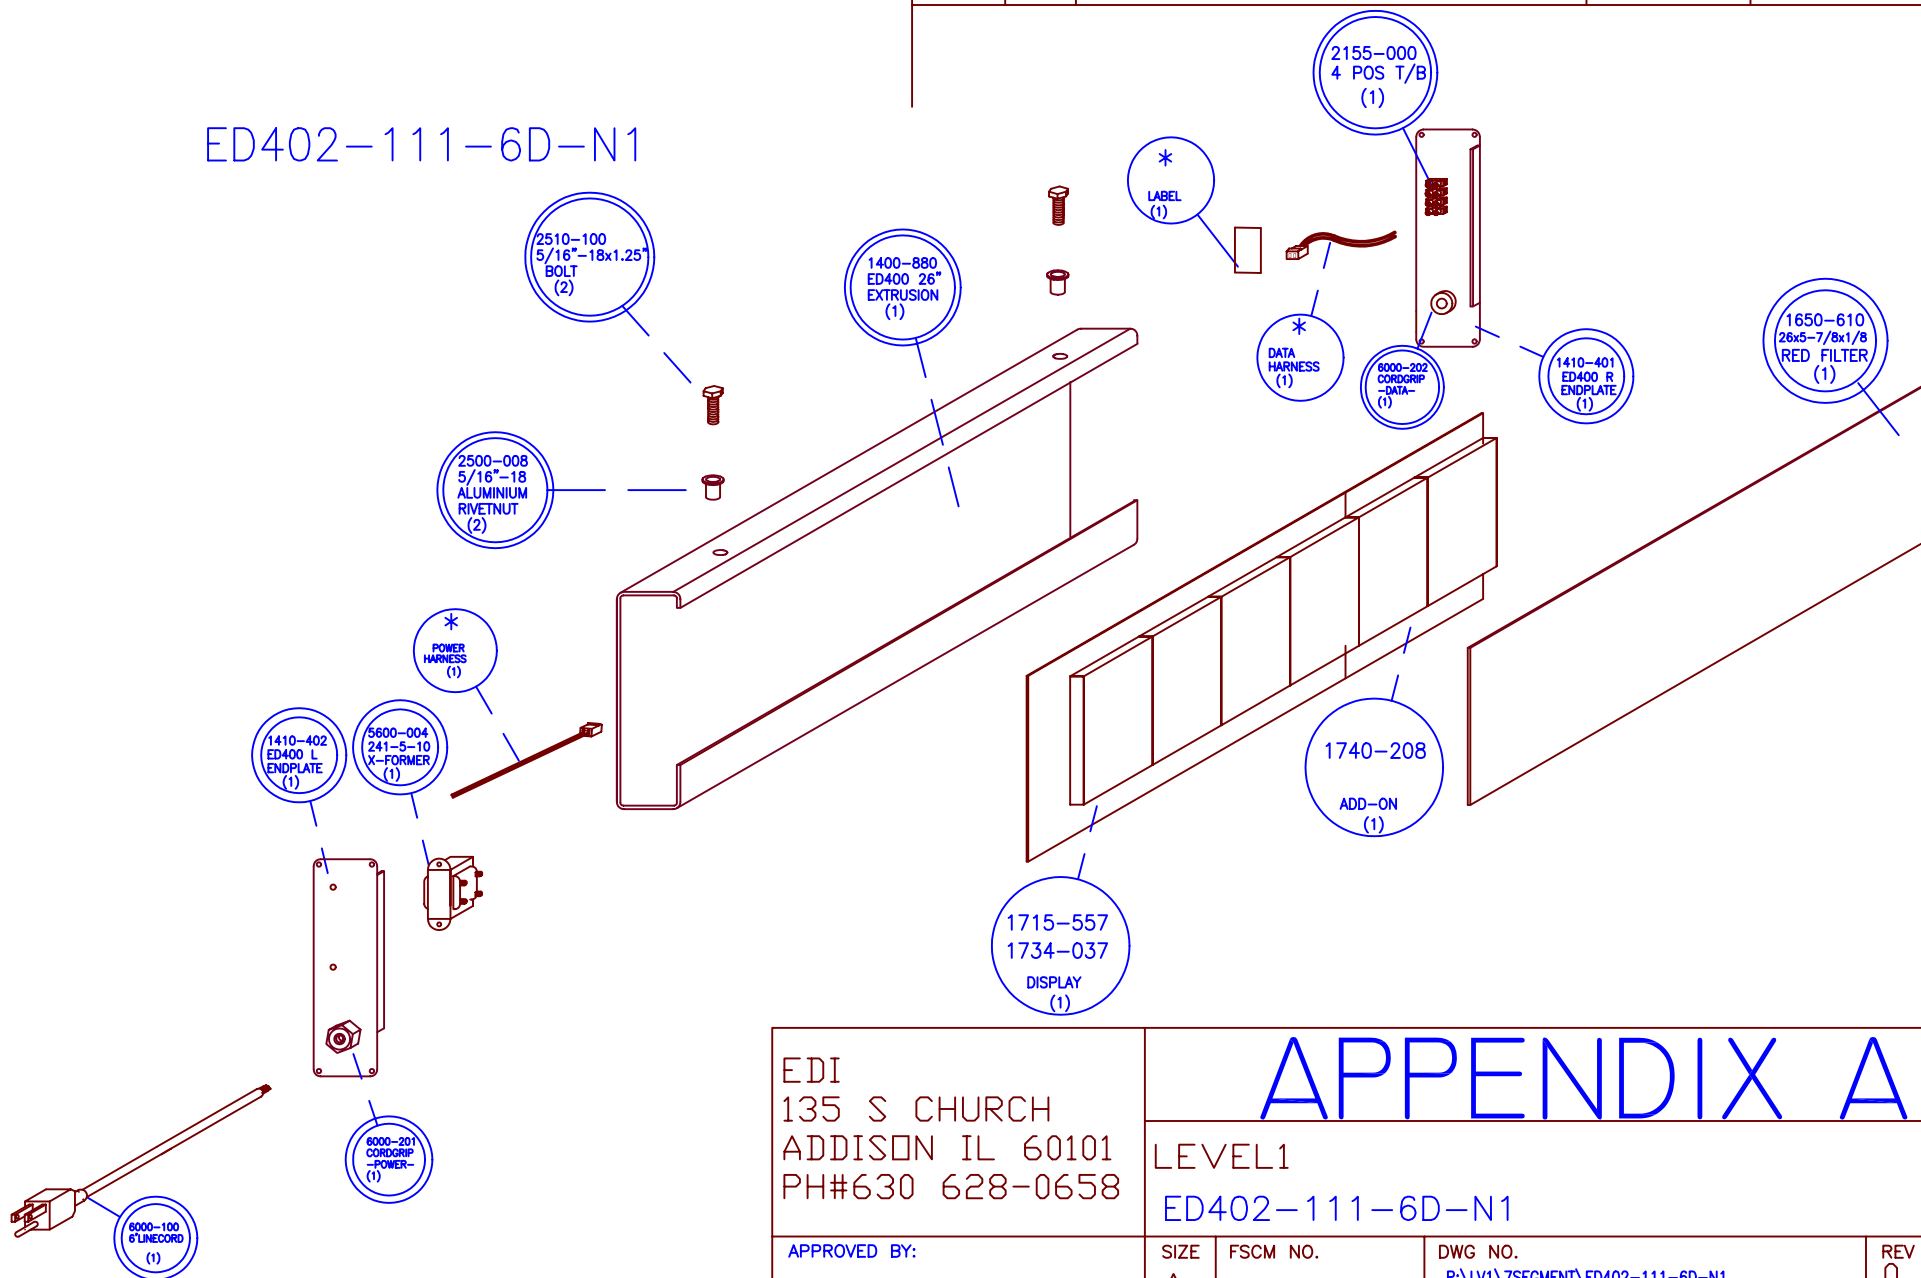 ED402-111-6D-N1
2155-000
4 POS T/B
(1)
*
LABEL
(1)
2510-100
5/16"-18x1.25"
BOLT
(2)
1400-880
ED400 26"
EXTRUSION
(1)
*
DATA
HARNESS
(1)
6000-202
CORDGRIP
-DATA-
(1)
1410-401
ED400 R
ENDPLATE
(1)
1650-610
26x5-7/8x1/8
RED FILTER
(1)
2500-008
5/16"-18
ALUMINIUM
RIVETNUT
(2)
*
POWER
HARNESS
(1)
1410-402
ED400 L
ENDPLATE
(1)
5600-004
241-5-10
X-FORMER
(1)
1740-208
ADD-ON
(1)
1715-557
1734-037
DISPLAY
(1)
6000-201
CORDGRIP
-POWER-
(1)
6000-100
6'LINECORD
(1)
EDI
135 S CHURCH
ADDISON IL 60101
PH#630 628-0658
APPENDIX A
LEVEL1
ED402-111-6D-N1
APPROVED BY:
SIZE
FSCM NO.
DWG NO.
REV